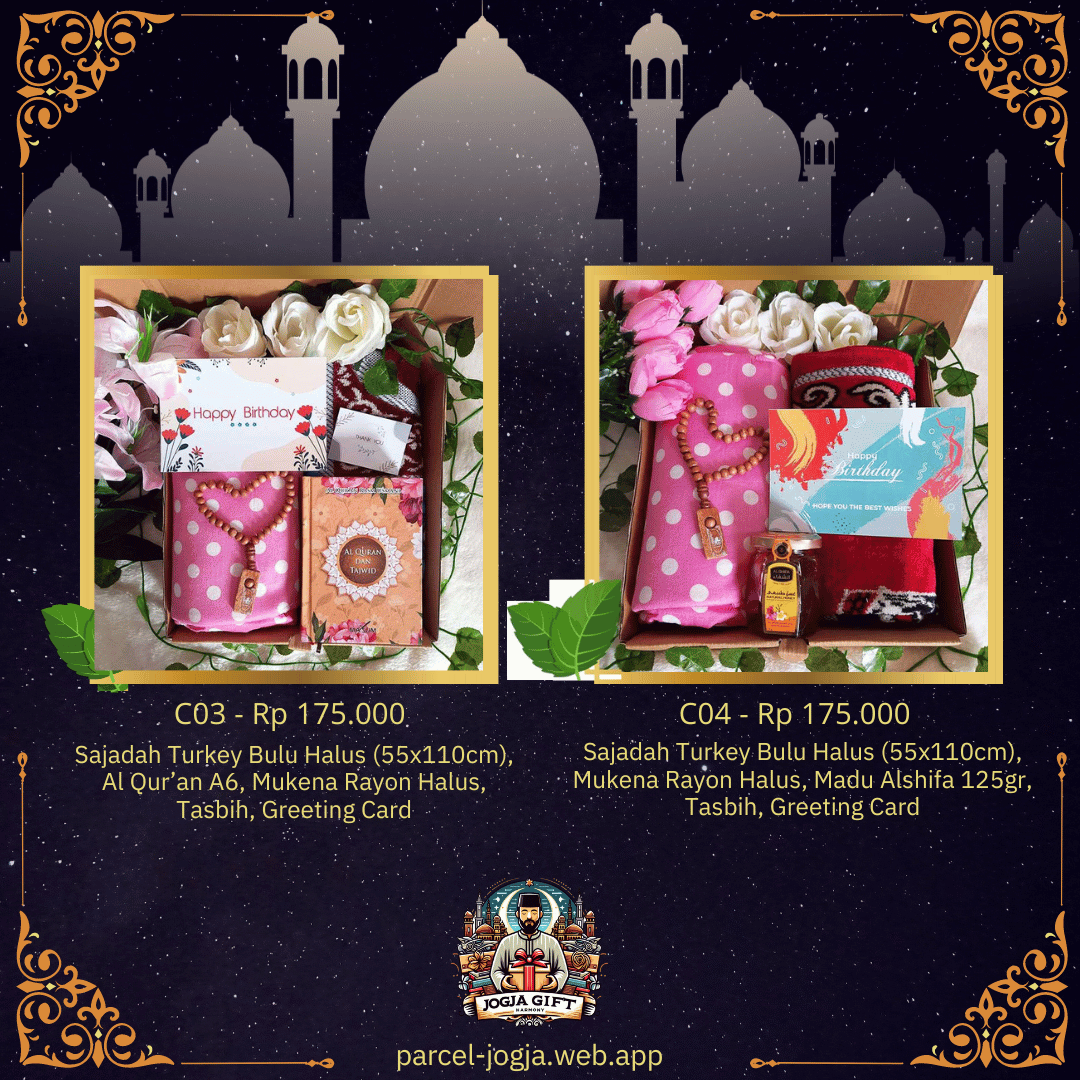 Happy Birthday
THANK YOU
AL QURAN
DAN
TAJWID
Happy
Birthday
HOPE YOU THE BEST WISHES
C03 - Rp 175.000
Sajadah Turkey Bulu Halus (55x110cm),
Al Qur’an A6, Mukena Rayon Halus,
Tasbih, Greeting Card
C04 - Rp 175.000
Sajadah Turkey Bulu Halus (55x110cm),
Mukena Rayon Halus, Madu Alshifa 125gr,
Tasbih, Greeting Card
JOGJA GIFT
HARMONY
parcel-jogja.web.app